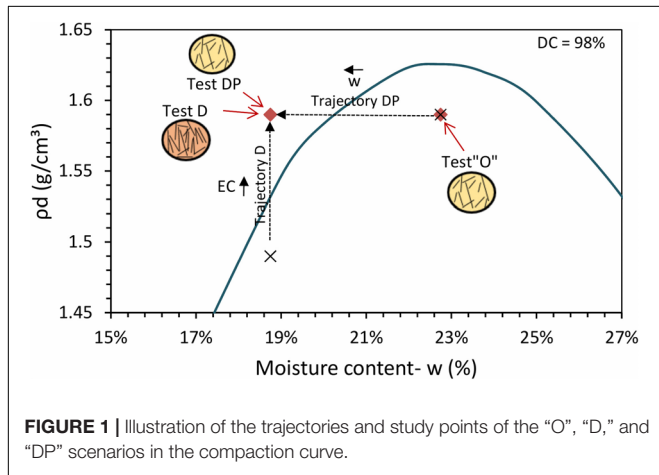 1.65
DC = 98%
w
Test DP
Trajectory DP
1.6
Test D
Test"O"
EC
Trajectory D
1.55
ρd (g/cm³)
1.5
1.45
15% 17% 19% 21% 23% 25% 27%
Moisture content- w (%)
FIGURE 1 | Illustration of the trajectories and study points of the “O”, “D,” and
“DP” scenarios in the compaction curve.